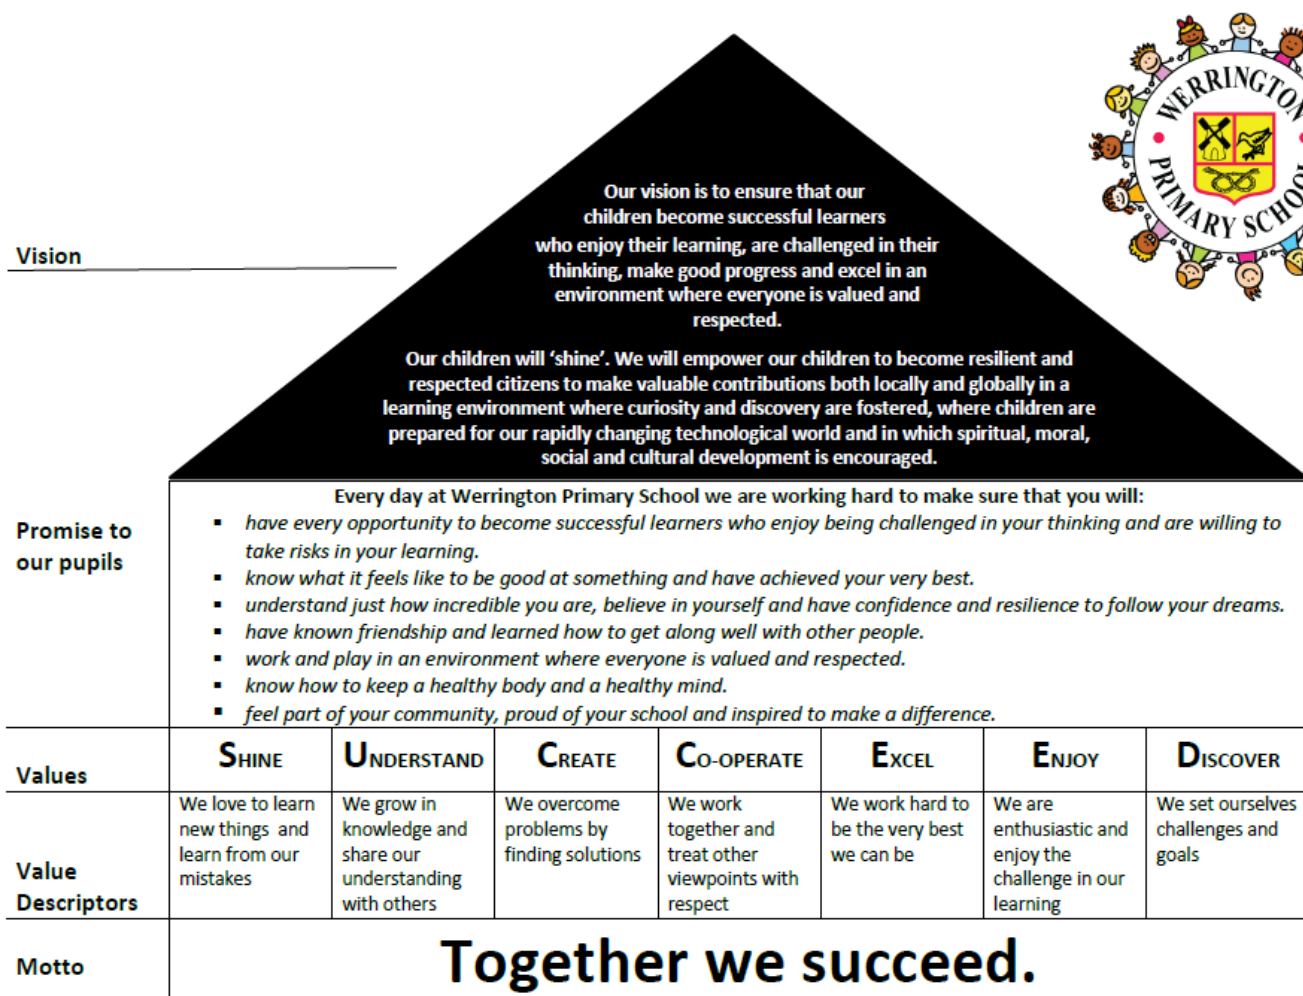 WERRINGTON
PRIMARY SCHOOL
Our vision is to ensure that our
children become successful learners
who enjoy their learning, are challenged in their
thinking, make good progress and excel in an
environment where everyone is valued and
respected.
Vision
Our children will ‘shine’. We will empower our children to become resilient and
respected citizens to make valuable contributions both locally and globally in a
learning environment where curiosity and discovery are fostered, where children are
prepared for our rapidly changing technological world and in which spiritual, moral,
social and cultural development is encouraged.
Promise to
our pupils
Every day at Werrington Primary School we are working hard to make sure that you will:
▪ have every opportunity to become successful learners who enjoy being challenged in your thinking and are willing to
take risks in your learning.
▪ know what it feels like to be good at something and have achieved your very best.
▪ understand just how incredible you are, believe in yourself and have confidence and resilience to follow your dreams.
▪ have known friendship and learned how to get along well with other people.
▪ work and play in an environment where everyone is valued and respected.
▪ know how to keep a healthy body and a healthy mind.
▪ feel part of your community, proud of your school and inspired to make a difference.
Values
SHINE
UNDERSTAND
CREATE
CO-OPERATE
EXCEL
ENJOY
DISCOVER
Value
Descriptors
We love to learn
new things and
learn from our
mistakes
We grow in
knowledge and
share our
understanding
with others
We overcome
problems by
finding solutions
We work
together and
treat other
viewpoints with
respect
We work hard to
be the very best
we can be
We are
enthusiastic and
enjoy the
challenge in our
learning
We set ourselves
challenges and
goals
Motto
Together we succeed.